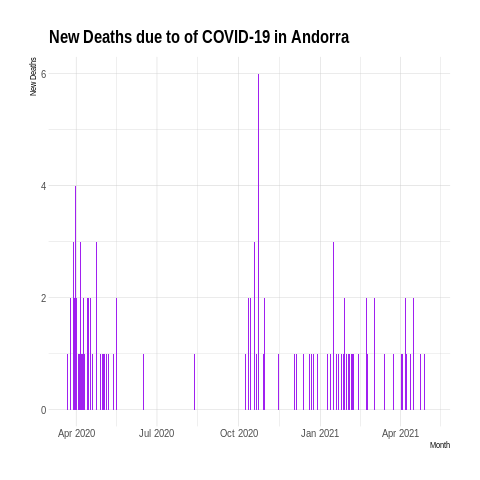 New Deaths due to of COVID-19 in Andorra
New Deaths
6
4
2
0
Apr 2020 Jul 2020 Oct 2020 Jan 2021 Apr 2021
Month